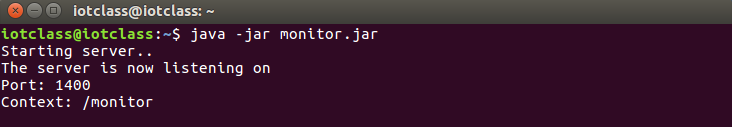 iotclass@iotclass: ~
iotclass@iotclass:~$ java -jar monitor.jar
Starting server..
The server is now listening on
Port: 1400
Context: /monitor